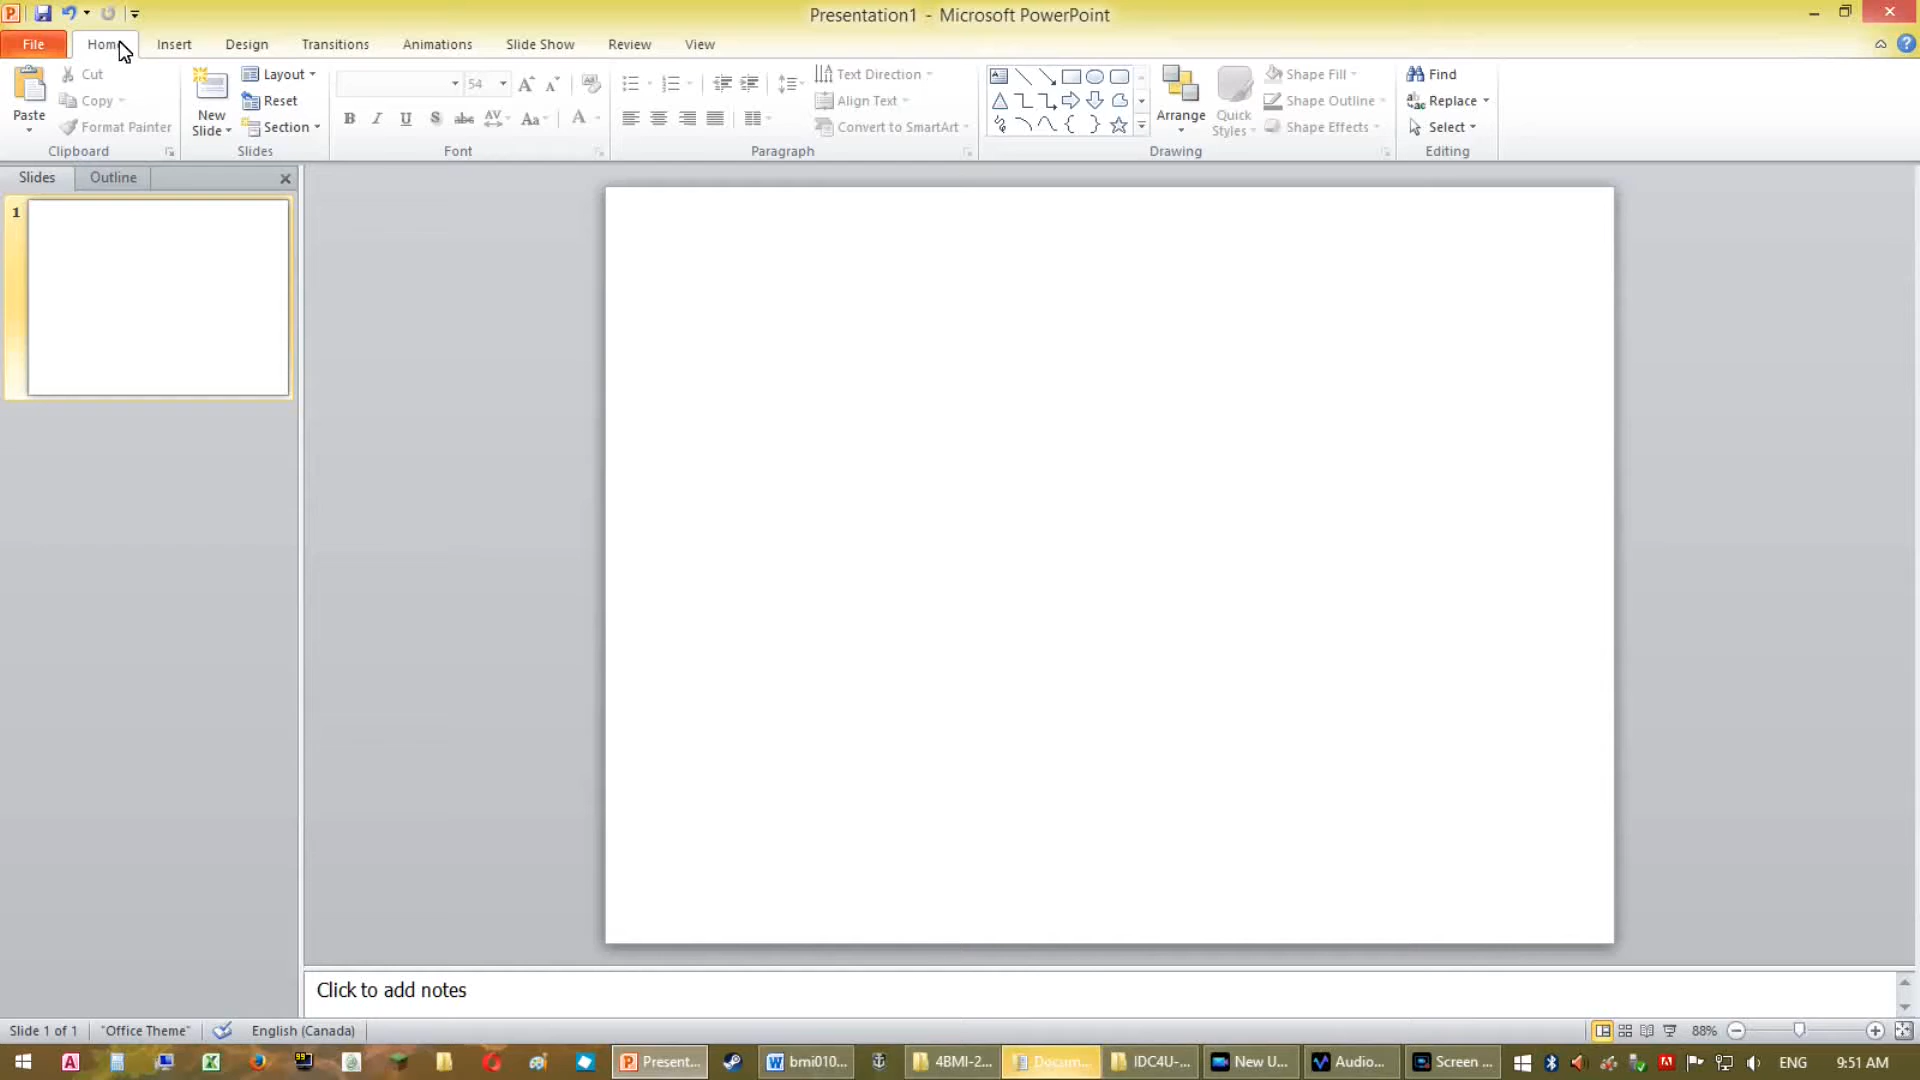 Presentation1 - Microsoft PowerPoint
File Home Insert Design Transitions Animations Slide Show Review View
Paste
Cut
Copy
Format Painter
Clipboard
New Slide
Layout
Reset
Section
Slides
54
B I U S abc AV Aa A
Font
Text Direction
Align Text
Convert to SmartArt
Paragraph
Arrange
Quick Styles
Shape Fill
Shape Outline
Shape Effects
Drawing
Find
Replace
Select
Editing
Slides Outline
1
Click to add notes
Slide 1 of 1 "Office Theme" English (Canada) 88%
Present... bmi010... 4BMI-2... Docum... IDC4U-... New U... Audio... Screen ... ENG 9:51 AM